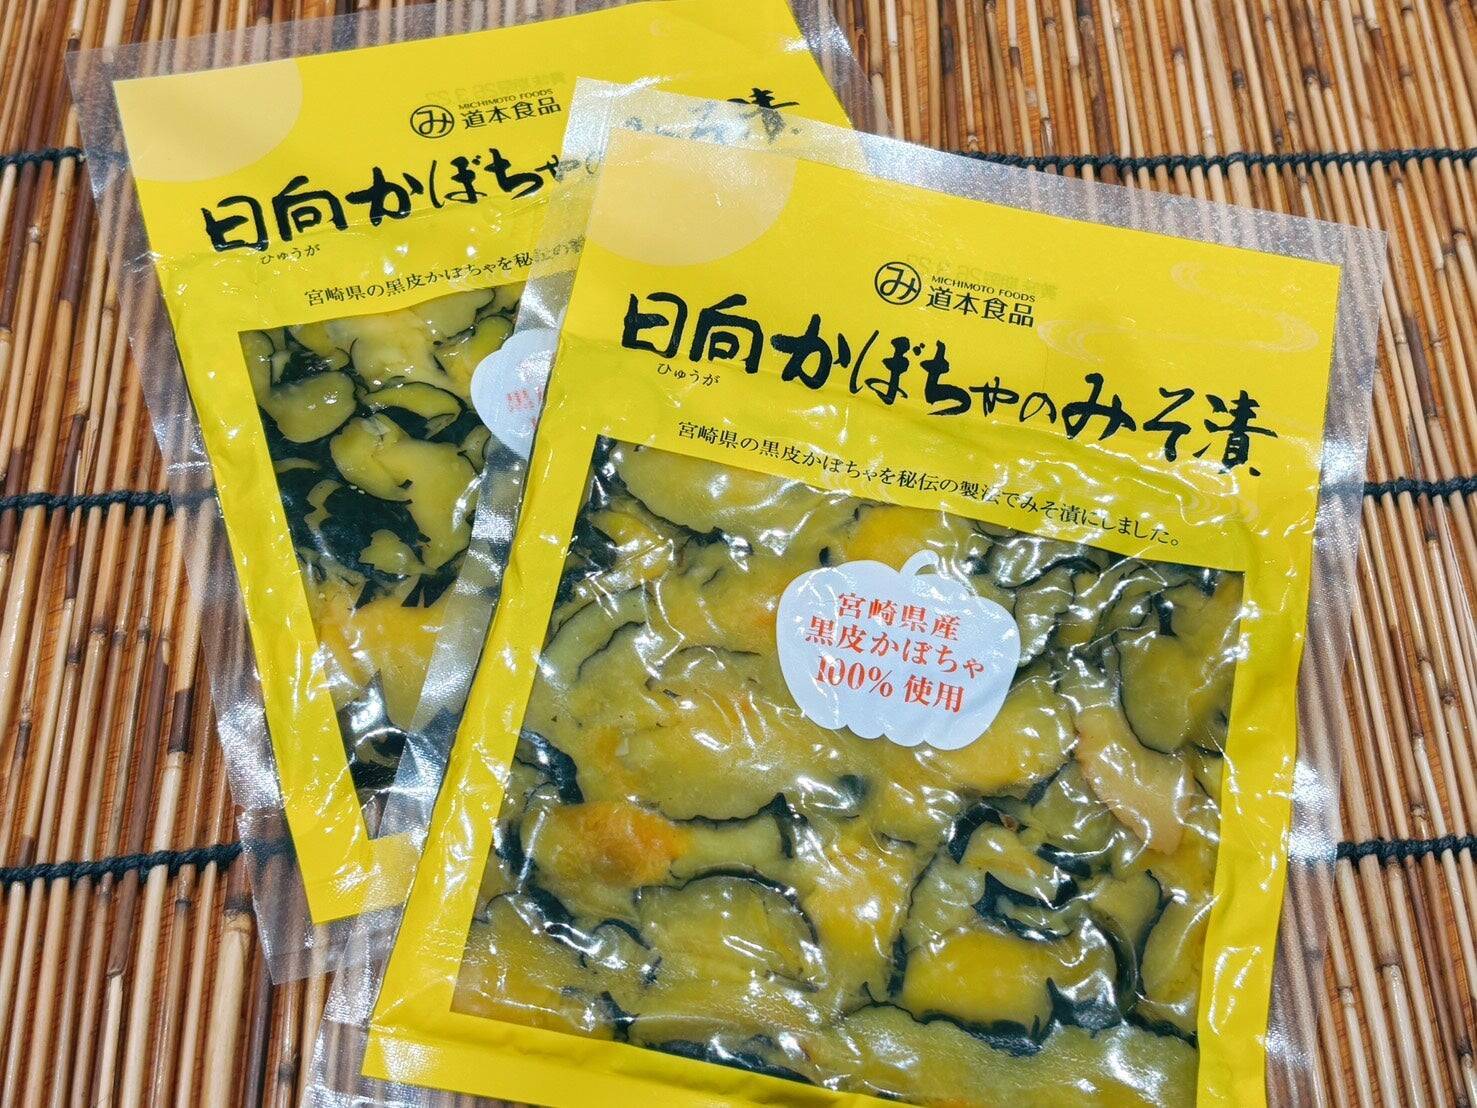 MICHIMOTO FOODS
み 道本食品
日向かぼちゃの
ひゅうが
宮崎県の黒皮かぼちゃを秘伝の
み 道本食品
MICHIMOTO FOODS
日向かぼちゃのみそ漬
ひゅうが
宮崎県の黒皮かぼちゃを秘伝の製法でみそ漬にしました。
宮崎県産
黒皮かぼちゃ
100%使用